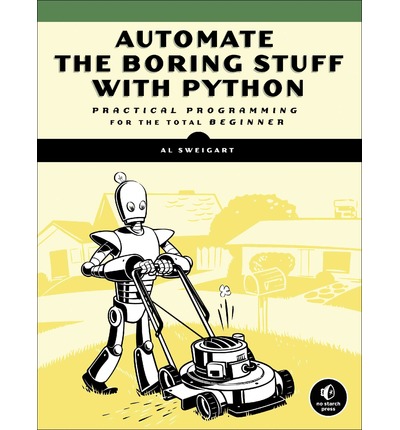 AUTOMATE
THE BORING STUFF
WITH PYTHON
PRACTICAL PROGRAMMING
FOR THE TOTAL BEGINNER
AL SWEIGART
no starch
press